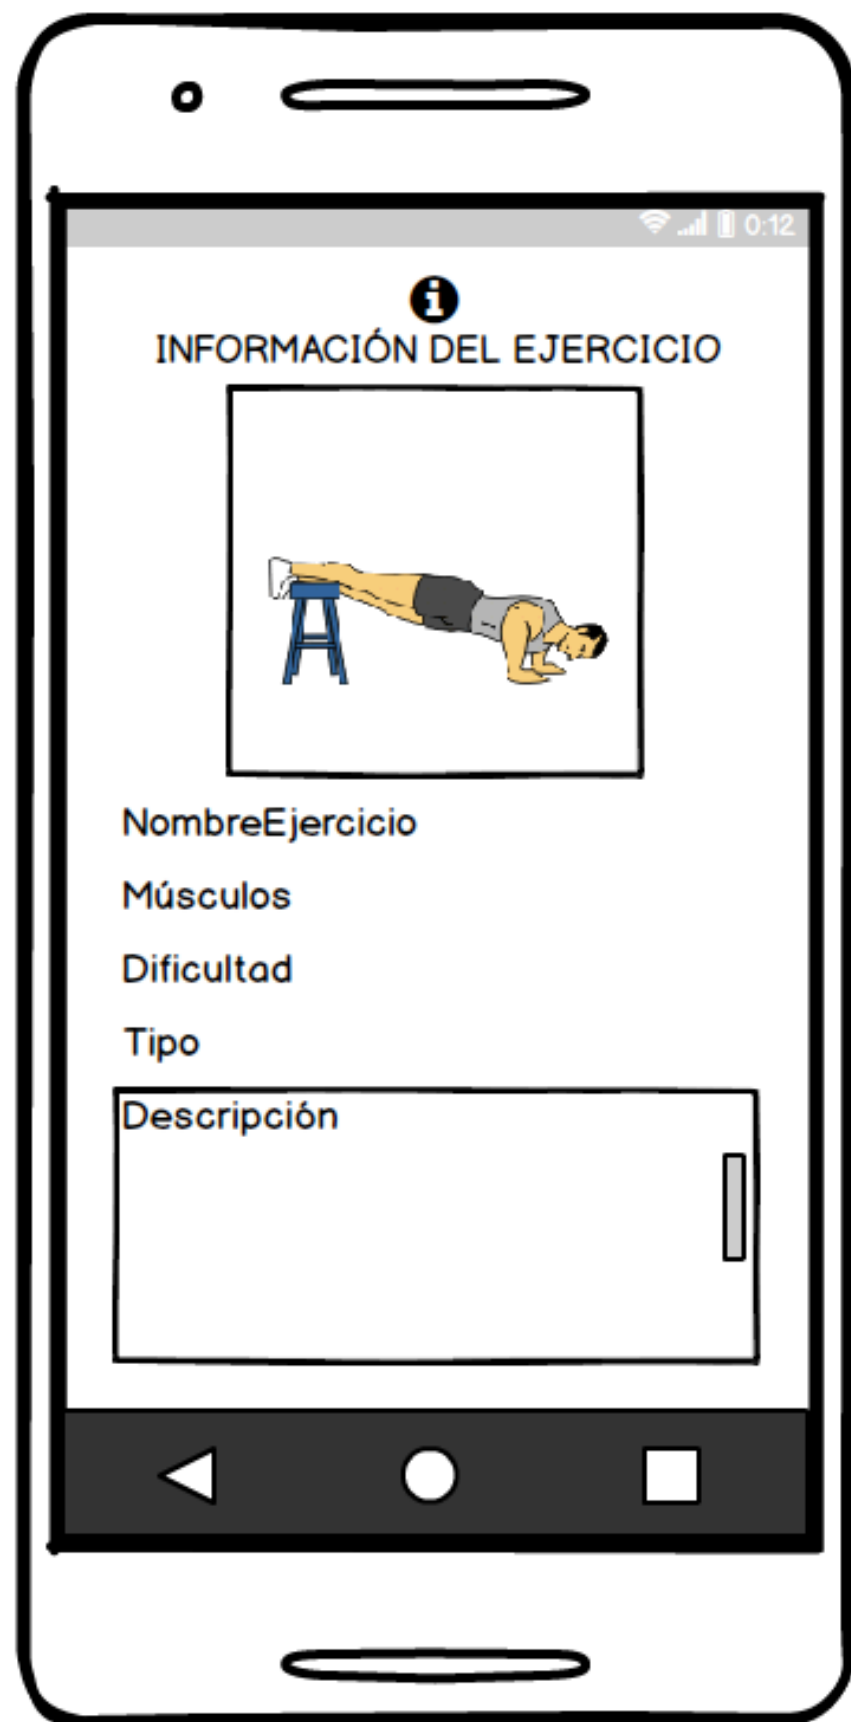 0:12
i
INFORMACIÓN DEL EJERCICIO
NombreEjercicio
Músculos
Dificultad
Tipo
Descripción